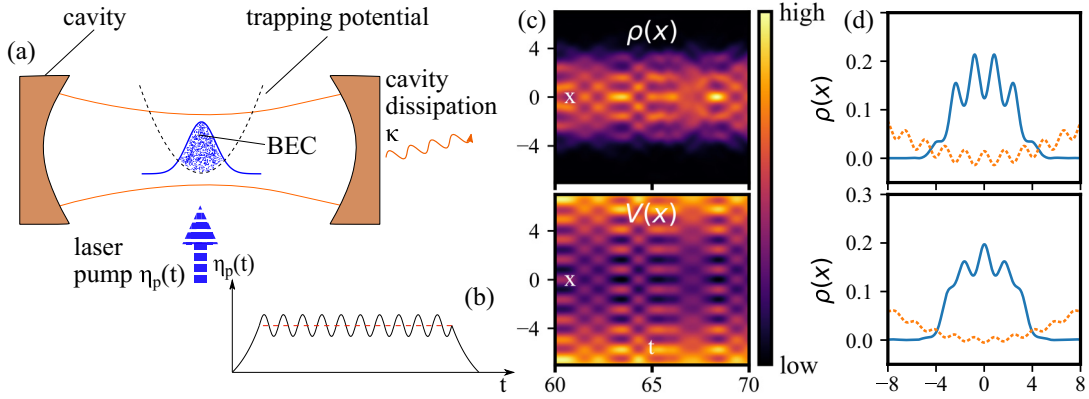 cavity
trapping potential
(a)
cavity
dissipation
κ
BEC
laser
pump ηₚ(t)
ηₚ(t)
(b)
t
(c)
ρ(x)
4
x
0
−4
V(x)
4
x
0
−4
t
60
65
70
high
low
(d)
ρ(x)
0.2
0.1
0.0
ρ(x)
0.3
0.2
0.1
0.0
−8
−4
0
4
8